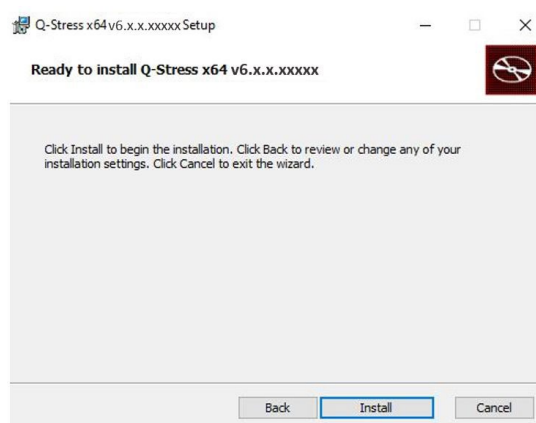 Q-Stress x64 v6.x.x.xxxxx Setup
Ready to install Q-Stress x64 v6.x.x.xxxxx
Click Install to begin the installation. Click Back to review or change any of your
installation settings. Click Cancel to exit the wizard.
Back Install Cancel